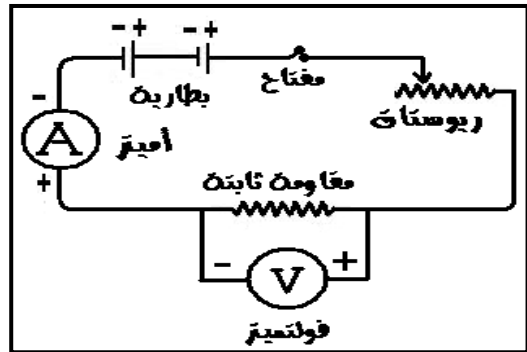 - + - +
بطارية
مفتاح
ريوستات
-
A
أميتر
+
مقاومة ثابتة
- V +
فولتميتر